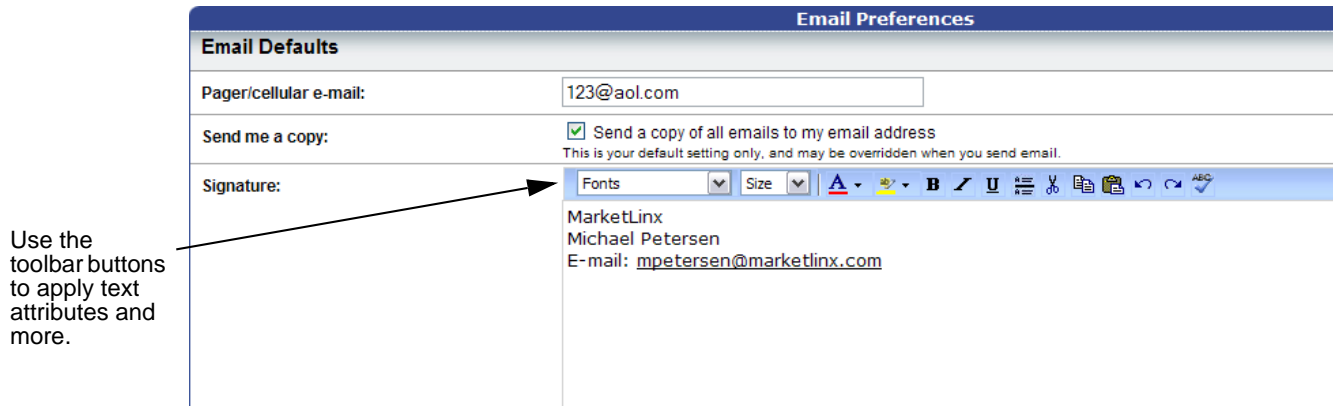 Email Preferences
Email Defaults
Pager/cellular e-mail:
123@aol.com
Send me a copy:
Send a copy of all emails to my email address
This is your default setting only, and may be overridden when you send email.
Signature:
Fonts Size A ab B I U ABC
MarketLinx
Michael Petersen
E-mail: mpetersen@marketlinx.com
Use the
toolbar buttons
to apply text
attributes and
more.